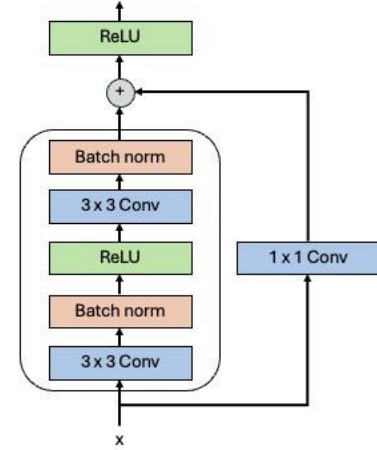 ReLU
+
Batch norm
3 x 3 Conv
ReLU
1 x 1 Conv
Batch norm
3 x 3 Conv
x